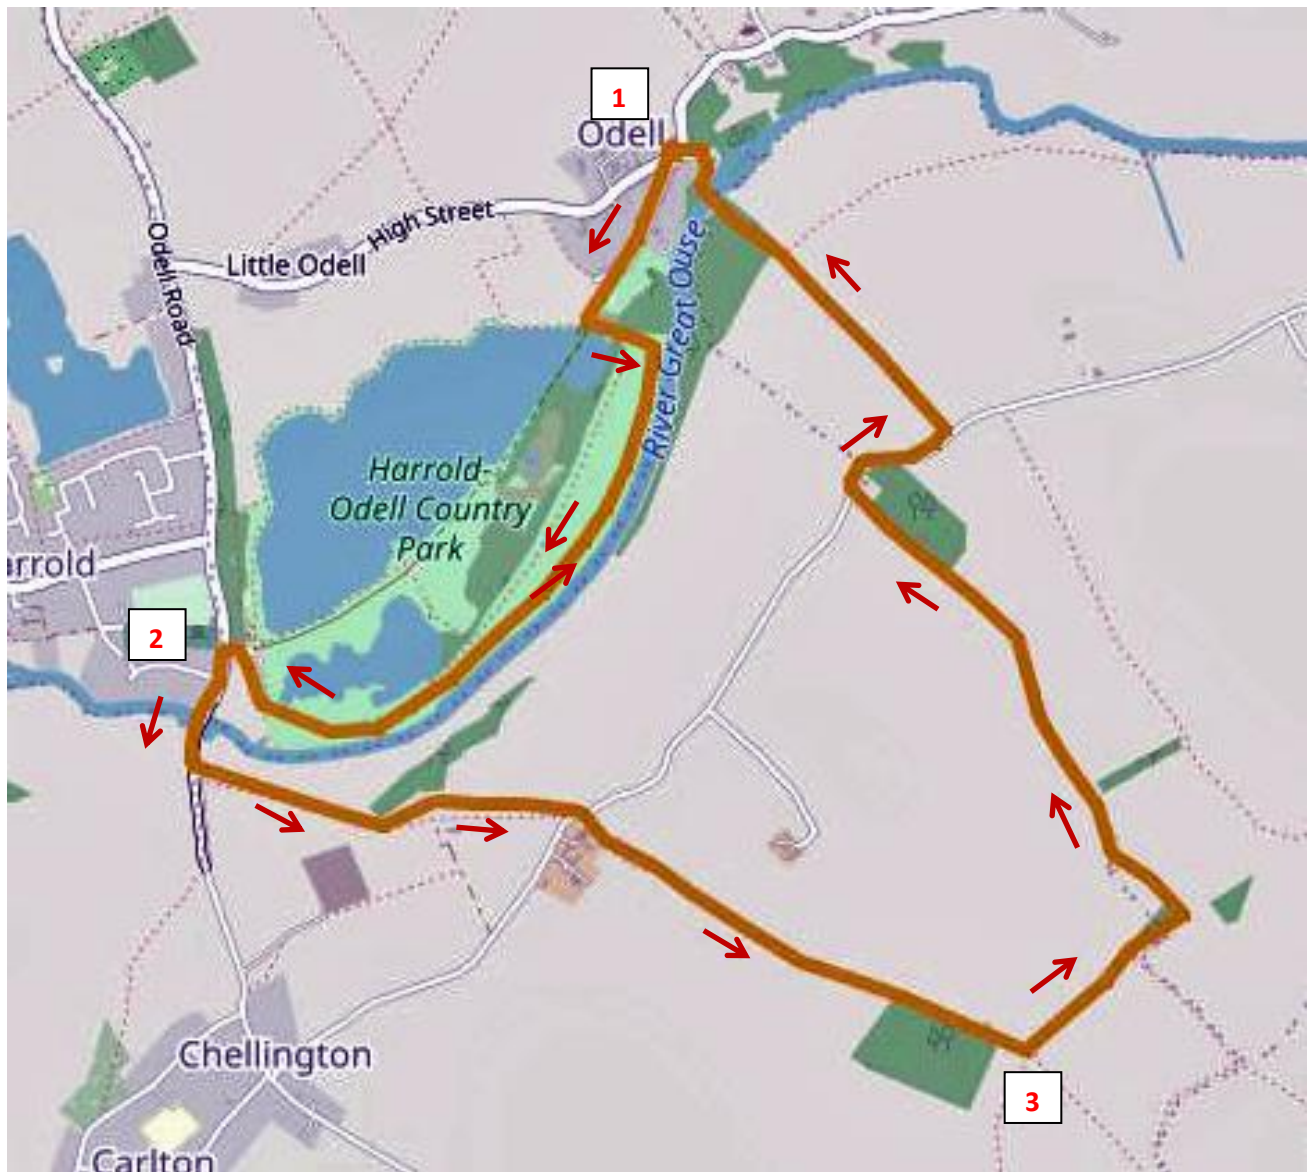 1
Odell
High Street
Odell Road
Little Odell
River Great Ouse
Harrold-
Odell Country
Park
arrold
2
Chellington
3
Carlton